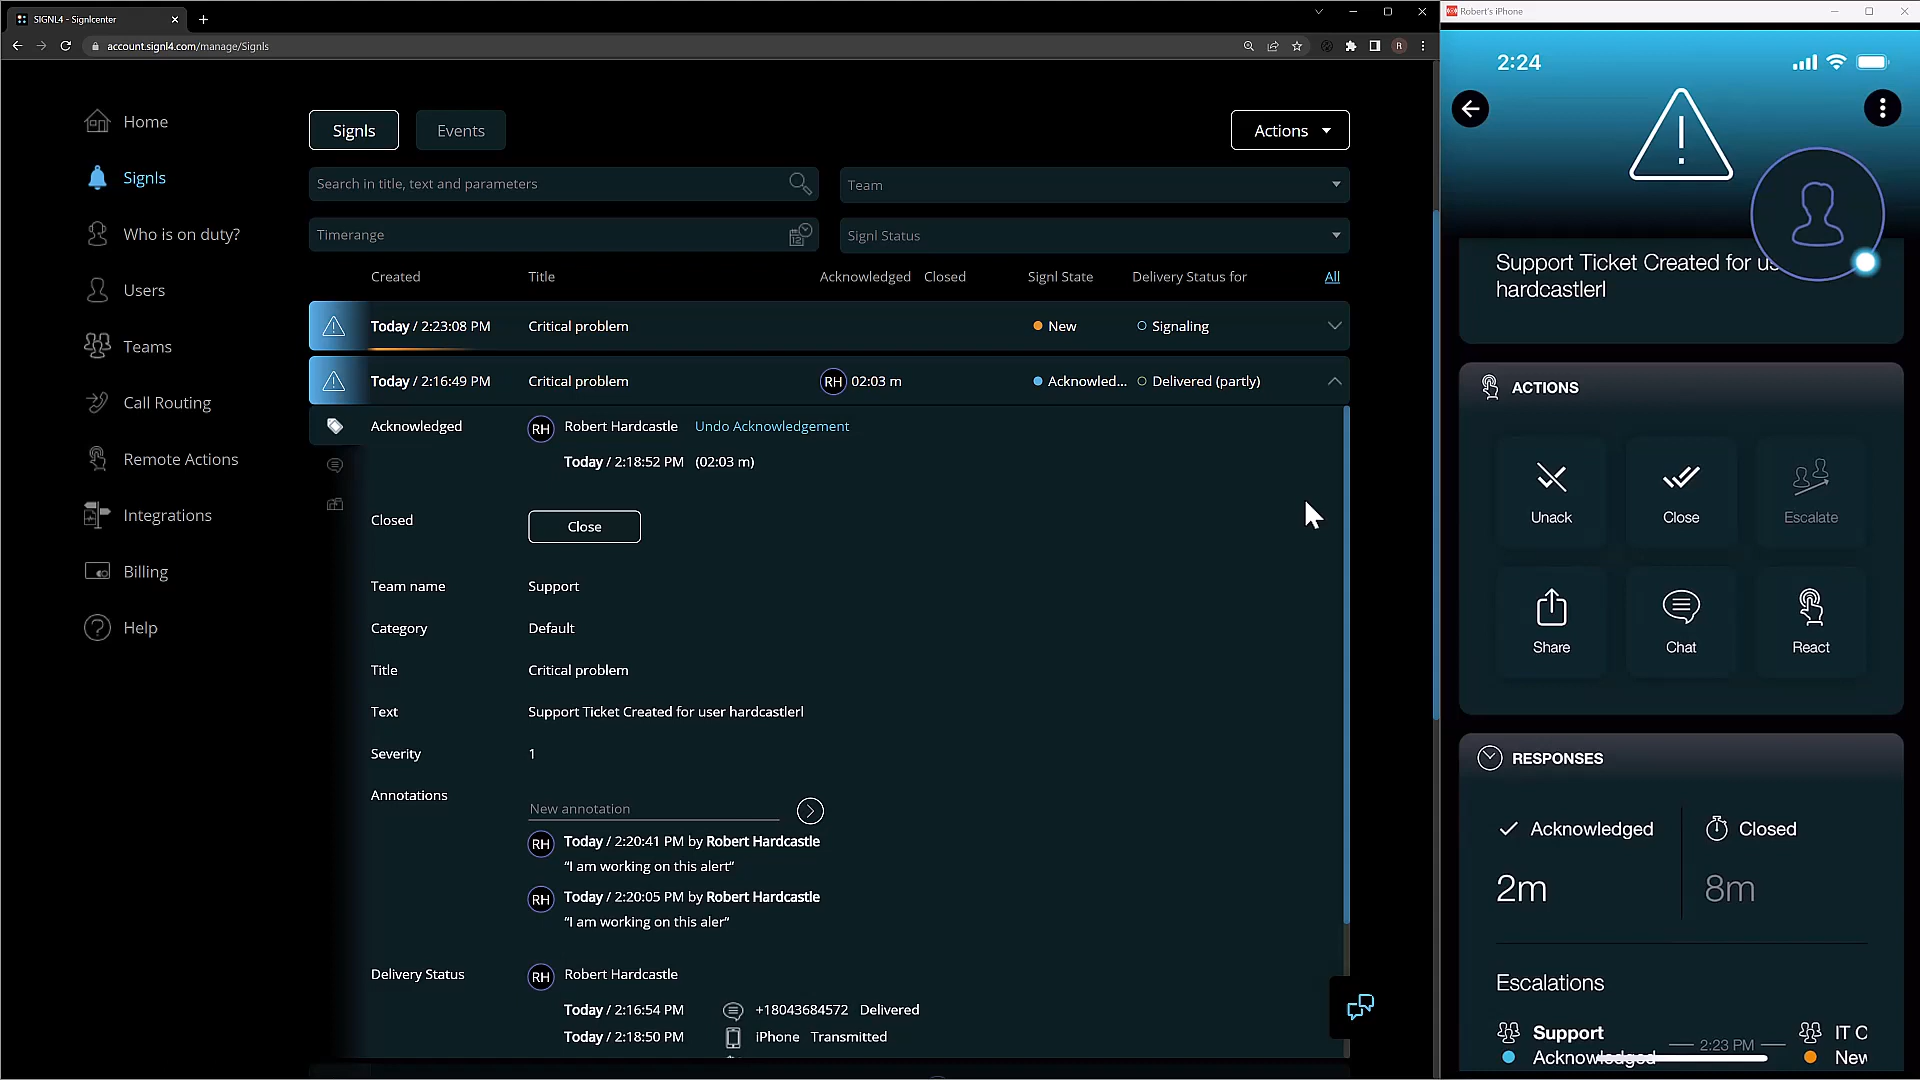 SIGNL4 - Signlcenter
account.signl4.com/manage/Signls
R
Home
Signls
Who is on duty?
Users
Teams
Call Routing
Remote Actions
Integrations
Billing
Help
Signls
Events
Actions
Search in title, text and parameters
Team
Timerange
12
Signl Status
Created
Title
Acknowledged
Closed
Signl State
Delivery Status for
All
Today / 2:23:08 PM
Critical problem
New
Signaling
Today / 2:16:49 PM
Critical problem
RH 02:03 m
Acknowled...
Delivered (partly)
Acknowledged
RH Robert Hardcastle Undo Acknowledgement
Today / 2:18:52 PM (02:03 m)
Closed
Close
Team name
Support
Category
Default
Title
Critical problem
Text
Support Ticket Created for user hardcastlerl
Severity
1
Annotations
New annotation
RH Today / 2:20:41 PM by Robert Hardcastle
“I am working on this alert”
RH Today / 2:20:05 PM by Robert Hardcastle
“I am working on this aler”
Delivery Status
RH Robert Hardcastle
Today / 2:16:54 PM
+18043684572 Delivered
Today / 2:18:50 PM
iPhone Transmitted
Robert's iPhone
2:24
Support Ticket Created for us
hardcastlerl
ACTIONS
Unack
Close
Escalate
Share
Chat
React
RESPONSES
Acknowledged
Closed
2m
8m
Escalations
Support
2:23 PM
IT C
Acknowledged
New